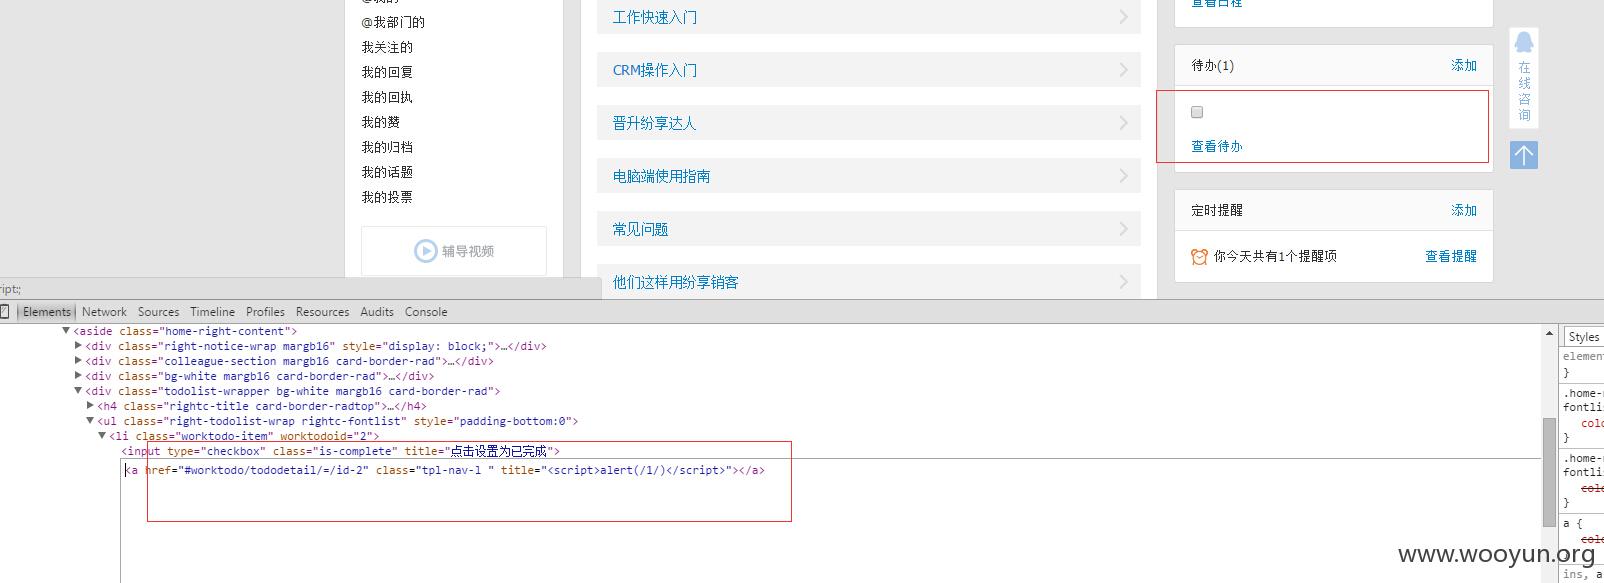 @我的
@我部门的
我关注的
我的回复
我的回执
我的赞
我的归档
我的话题
我的投票
辅导视频
工作快速入门
CRM操作入门
晋升纷享达人
电脑端使用指南
常见问题
他们这样用纷享销客
查看日程
待办(1)
添加
查看待办
定时提醒
添加
你今天共有1个提醒项
查看提醒
在线咨询
ript:;
Elements Network Sources Timeline Profiles Resources Audits Console
<aside class="home-right-content">
<div class="right-notice-wrap margb16" style="display: block;">…</div>
<div class="colleague-section margb16 card-border-rad">…</div>
<div class="bg-white margb16 card-border-rad">…</div>
<div class="todolist-wrapper bg-white margb16 card-border-rad">
<h4 class="rightc-title card-border-radtop">…</h4>
<ul class="right-todolist-wrap rightc-fontlist" style="padding-bottom:0">
<li class="worktodo-item" worktodoid="2">
<input type="checkbox" class="is-complete" title="点击设置为已完成">
<a href="#worktodo/tododetail/=/id-2" class="tpl-nav-l " title="<script>alert(/1/)</script>"></a>
Styles
element
}
.home-r
fontlis
colo
}
.home-r
fontlis
colo
}
a {
colo
ins, a
www.wooyun.org